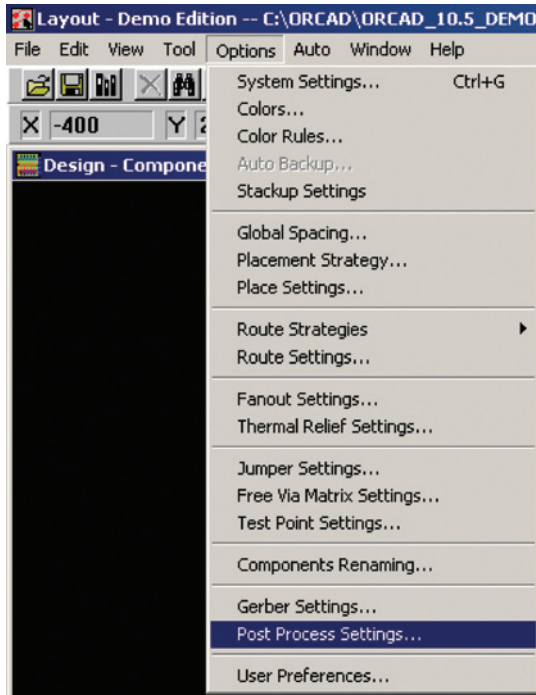 Layout - Demo Edition -- C:\ORCAD\ORCAD_10.5_DEMO
File Edit View Tool Options Auto Window Help
X -400 Y
Design - Compone
System Settings... Ctrl+G
Colors...
Color Rules...
Auto Backup...
Stackup Settings
Global Spacing...
Placement Strategy...
Place Settings...
Route Strategies
Route Settings...
Fanout Settings...
Thermal Relief Settings...
Jumper Settings...
Free Via Matrix Settings...
Test Point Settings...
Components Renaming...
Gerber Settings...
Post Process Settings...
User Preferences...